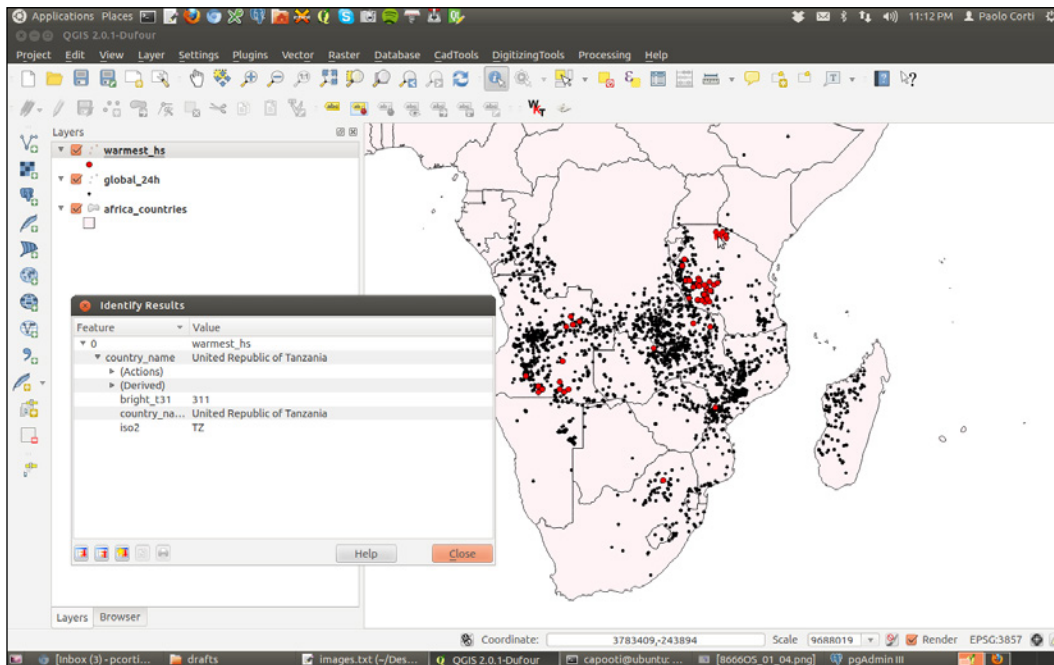 Applications Places 11:12 PM Paolo Corti
QGIS 2.0.1-Dufour
Project Edit View Layer Settings Plugins Vector Raster Database CadTools DigitizingTools Processing Help
Layers
warmest_hs
global_24h
africa_countries
Identify Results
Feature Value
0 warmest_hs
country_name United Republic of Tanzania
(Actions)
(Derived)
bright_t31 311
country_na... United Republic of Tanzania
iso2 TZ
Help Close
Layers Browser
Coordinate: 3783409,-243894 Scale 9688019 Render EPSG:3857
[Inbox (3) - pcorti... drafts images.txt (~/Des... QGIS 2.0.1-Dufour capooti@ubuntu: ... [8666OS_01_04.png] pgAdmin III